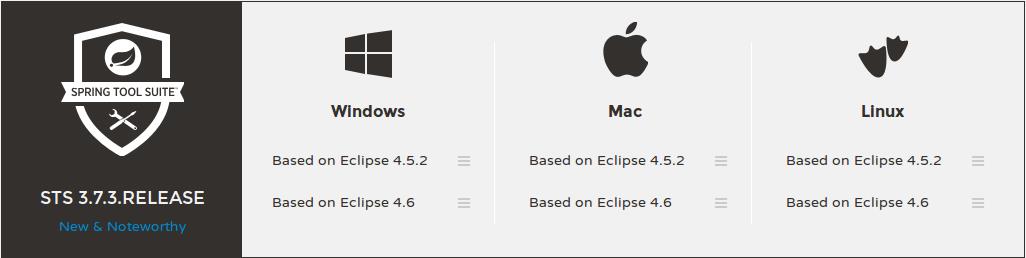 SPRING TOOL SUITE™
STS 3.7.3.RELEASE
New & Noteworthy
Windows
Based on Eclipse 4.5.2
Based on Eclipse 4.6
Mac
Based on Eclipse 4.5.2
Based on Eclipse 4.6
Linux
Based on Eclipse 4.5.2
Based on Eclipse 4.6